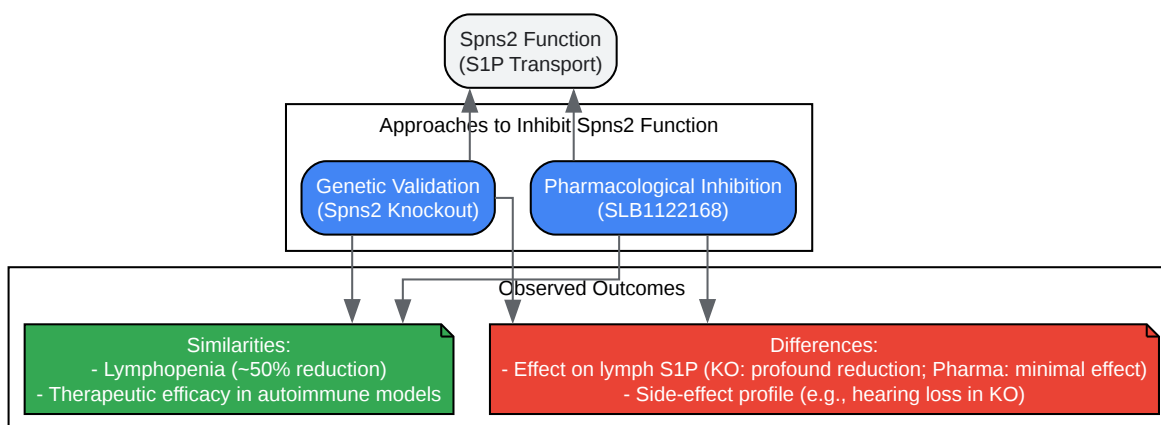 Spns2 Function
(S1P Transport)
Approaches to Inhibit Spns2 Function
Genetic Validation
(Spns2 Knockout)
Pharmacological Inhibition
(SLB1122168)
Observed Outcomes
Similarities:
- Lymphopenia (~50% reduction)
- Therapeutic efficacy in autoimmune models
Differences:
- Effect on lymph S1P (KO: profound reduction; Pharma: minimal effect)
- Side-effect profile (e.g., hearing loss in KO)